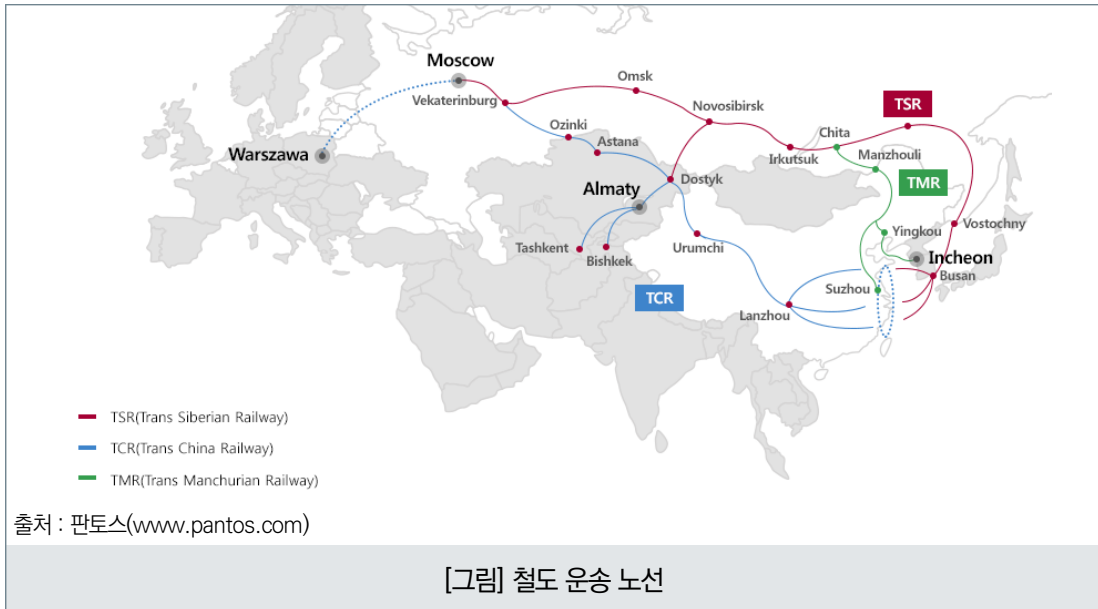 Moscow
Omsk
Vekaterinburg
Novosibirsk
TSR
Ozinki
Chita
Astana
Warszawa
Irkutsuk
Manzhouli
Dostyk
TMR
Almaty
Vostochny
Yingkou
Urumchi
Tashkent
Bishkek
Incheon
Busan
Suzhou
TCR
Lanzhou
TSR(Trans Siberian Railway)
TCR(Trans China Railway)
TMR(Trans Manchurian Railway)
출처 : 판토스(www.pantos.com)
[그림] 철도 운송 노선